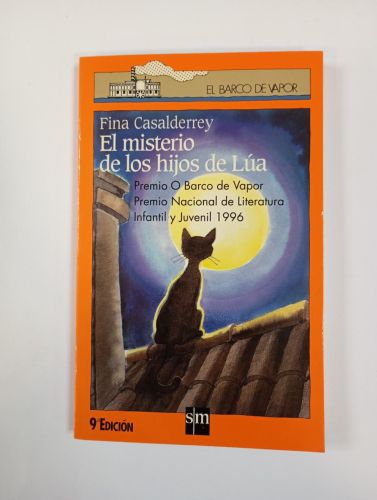 EL BARCO DE VAPOR
Fina Casalderrey
El misterio
de los hijos de Lúa
Premio O Barco de Vapor
Premio Nacional de Literatura
Infantil y Juvenil 1996
9ª EDICIÓN
sm